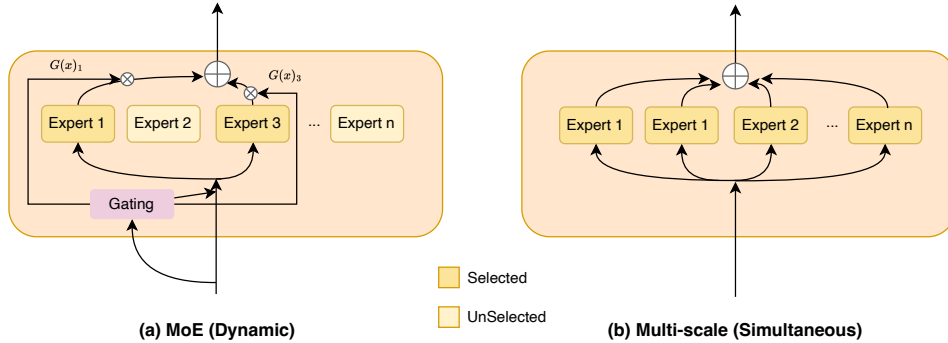 G(x)₁
G(x)₃
Expert 1
Expert 2
Expert 3
...
Expert n
Gating
(a) MoE (Dynamic)
Selected
UnSelected
Expert 1
Expert 1
Expert 2
...
Expert n
(b) Multi-scale (Simultaneous)